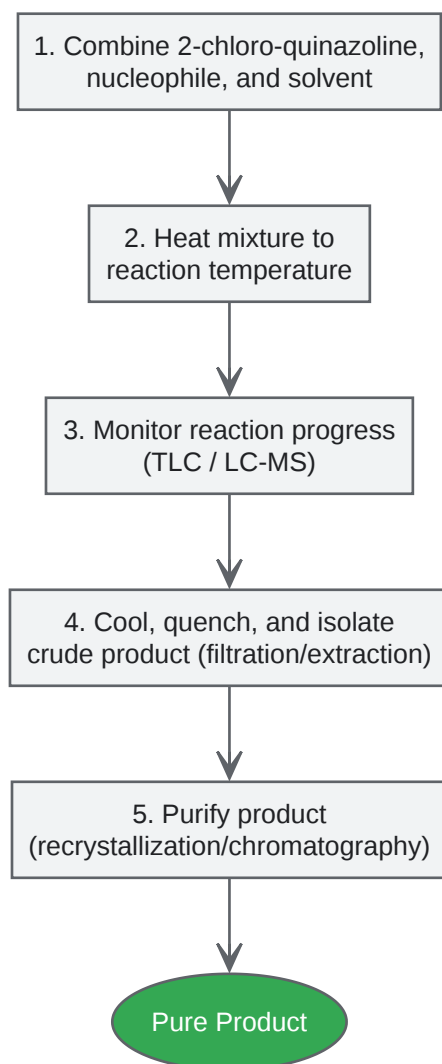 1. Combine 2-chloro-quinazoline,
nucleophile, and solvent
2. Heat mixture to
reaction temperature
3. Monitor reaction progress
(TLC / LC-MS)
4. Cool, quench, and isolate
crude product (filtration/extraction)
5. Purify product
(recrystallization/chromatography)
Pure Product